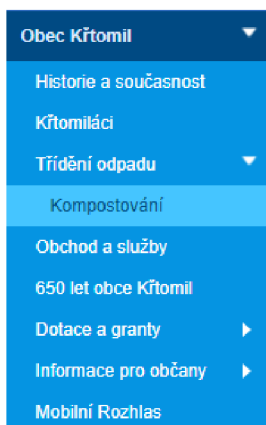 Obec Křtomil
Historie a současnost
Křtomiláci
Třídění odpadu
Kompostování
Obchod a služby
650 let obce Křtomil
Dotace a granty
Informace pro občany
Mobilní Rozhlas